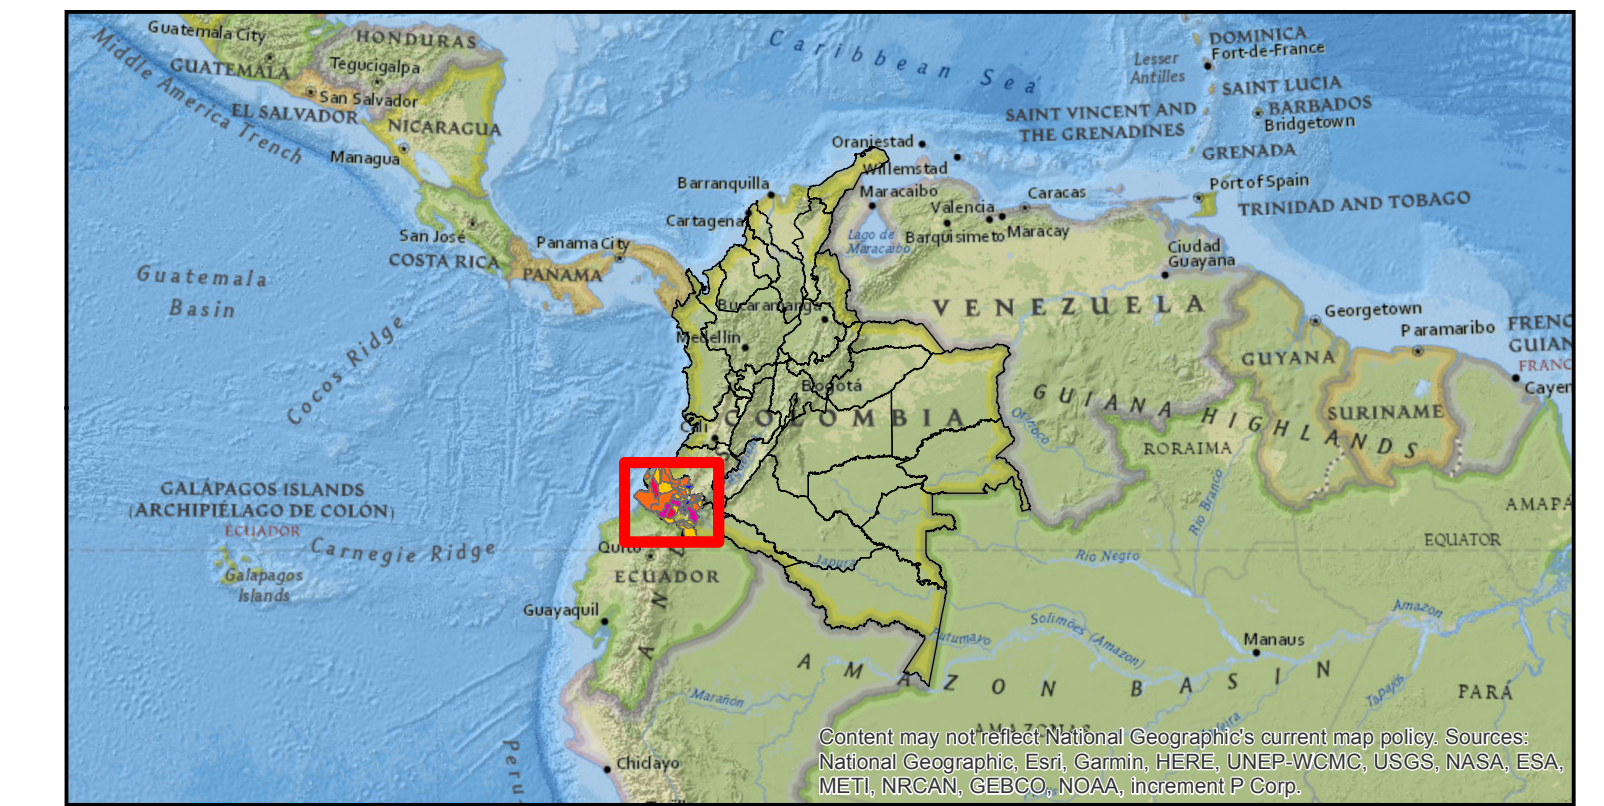 Guatemala City
HONDURAS
GUATEMALA
Tegucigalpa
San Salvador
EL SALVADOR
NICARAGUA
Managua
Middle America Trench
Caribbean Sea
Lesser
Antilles
DOMINICA
Fort-de-France
SAINT LUCIA
SAINT VINCENT AND
THE GRENADINES
BARBADOS
Bridgetown
GRENADA
Port of Spain
TRINIDAD AND TOBAGO
Oranjestad
Willemstad
Barranquilla
Maracaibo
Caracas
Cartagena
Valencia
Lago de
Maracaibo
Barquisimeto
Maracay
San José
COSTA RICA
Panama City
PANAMA
Ciudad
Guayana
Guatemala
Basin
Cocos Ridge
Bucaramanga
Medellín
VENEZUELA
Georgetown
Paramaribo
FRENC
GUIAN
FRANC
Cayen
GUYANA
SURINAME
Bogotá
COLOMBIA
Cali
GUIANA HIGHLANDS
Orinoco
RORAIMA
Rio Branco
AMAPÁ
GALÁPAGOS ISLANDS
(ARCHIPIÉLAGO DE COLÓN)
ECUADOR
Carnegie Ridge
Galapagos
Islands
Quito
ECUADOR
EQUATOR
Rio Negro
Japurá
Guayaquil
Putumayo
Solimões (Amazon)
Amazon
Manaus
AMAZON BASIN
Marañón
Tapajós
PARÁ
AMAZONAS
Chiclayo
Peru
Content may not reflect National Geographic's current map policy. Sources:
National Geographic, Esri, Garmin, HERE, UNEP-WCMC, USGS, NASA, ESA,
METI, NRCAN, GEBCO, NOAA, increment P Corp.